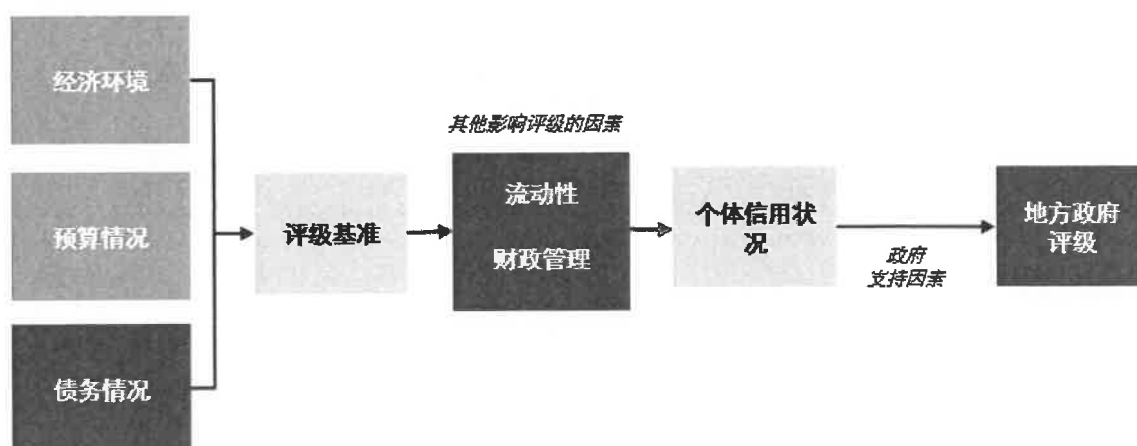 经济环境
预算情况
债务情况
评级基准
其他影响评级的因素
流动性
财政管理
个体信用状
况
政府
支持因素
地方政府
评级